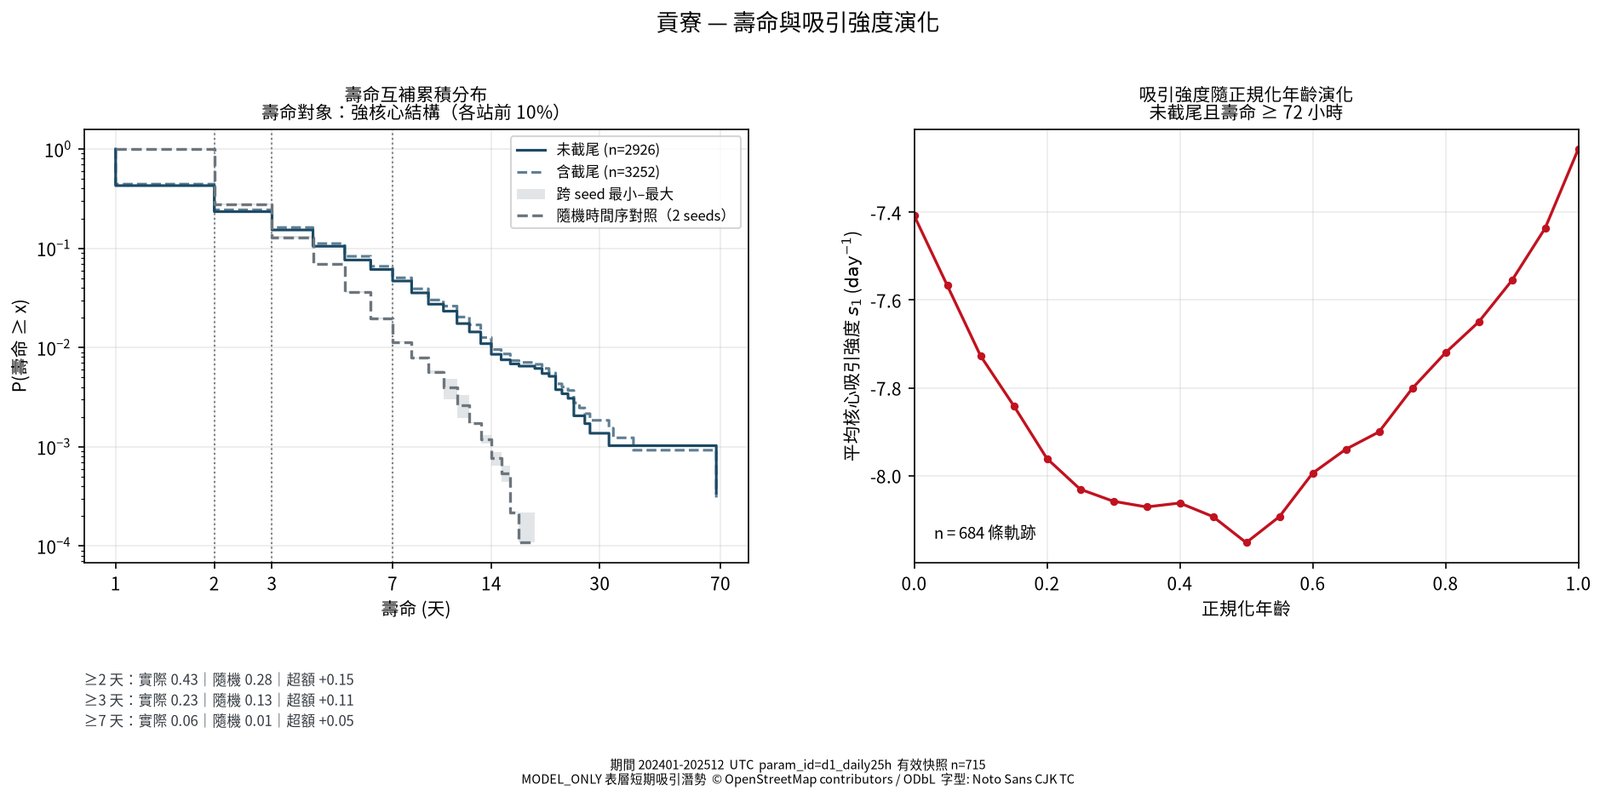 貢寮 — 壽命與吸引強度演化
壽命互補累積分布
壽命對象：強核心結構（各站前 10%）
10⁰
10⁻¹
10⁻²
10⁻³
10⁻⁴
P(壽命 ≥ x)
未截尾 (n=2926)
含截尾 (n=3252)
跨 seed 最小–最大
隨機時間序對照（2 seeds）
1
2
3
7
14
30
70
壽命 (天)
≥2 天：實際 0.43｜隨機 0.28｜超額 +0.15
≥3 天：實際 0.23｜隨機 0.13｜超額 +0.11
≥7 天：實際 0.06｜隨機 0.01｜超額 +0.05
吸引強度隨正規化年齡演化
未截尾且壽命 ≥ 72 小時
-7.4
-7.6
-7.8
-8.0
平均核心吸引強度 s₁ (day⁻¹)
n = 684 條軌跡
0.0
0.2
0.4
0.6
0.8
1.0
正規化年齡
期間 202401-202512 UTC param_id=d1_daily25h 有效快照 n=715
MODEL_ONLY 表層短期吸引潛勢 © OpenStreetMap contributors / ODbL 字型: Noto Sans CJK TC